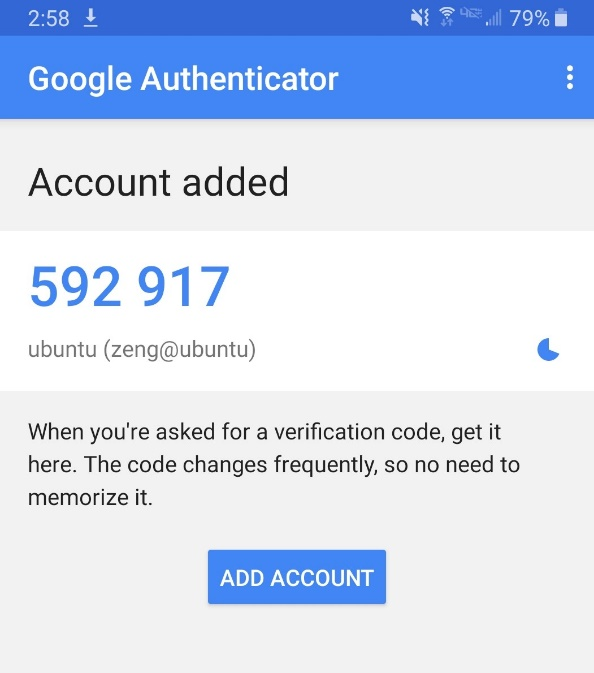 2:58 79%
Google Authenticator
Account added
592 917
ubuntu (zeng@ubuntu)
When you're asked for a verification code, get it
here. The code changes frequently, so no need to
memorize it.
ADD ACCOUNT